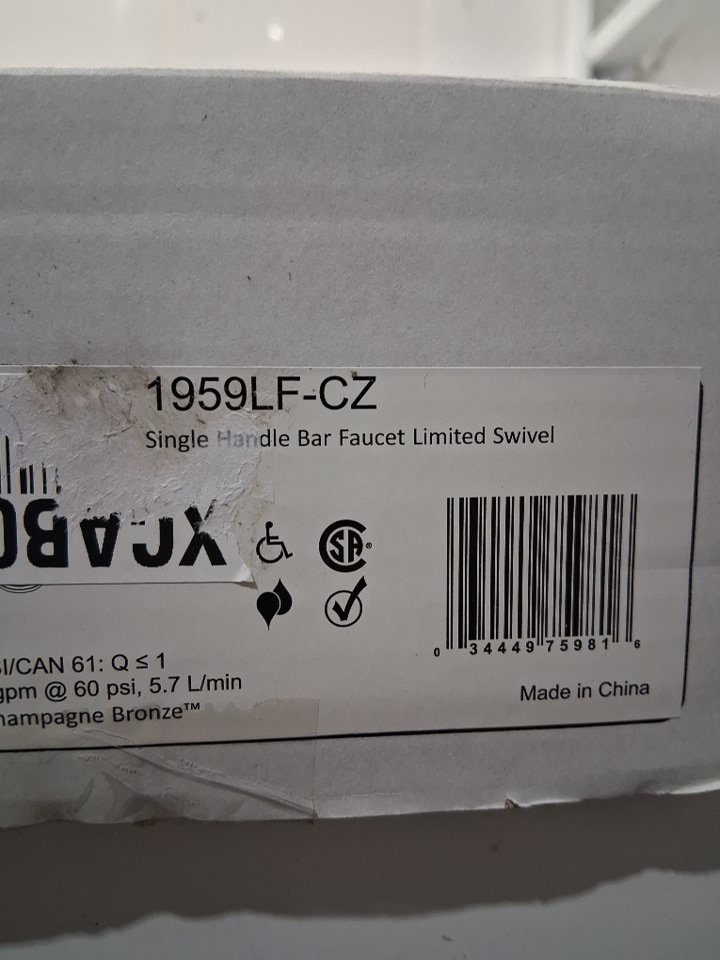 1959LF-CZ
Single Handle Bar Faucet Limited Swivel
SA
0 34449 75981 6
I/CAN 61: Q ≤ 1
gpm @ 60 psi, 5.7 L/min
hampagne Bronze™
Made in China